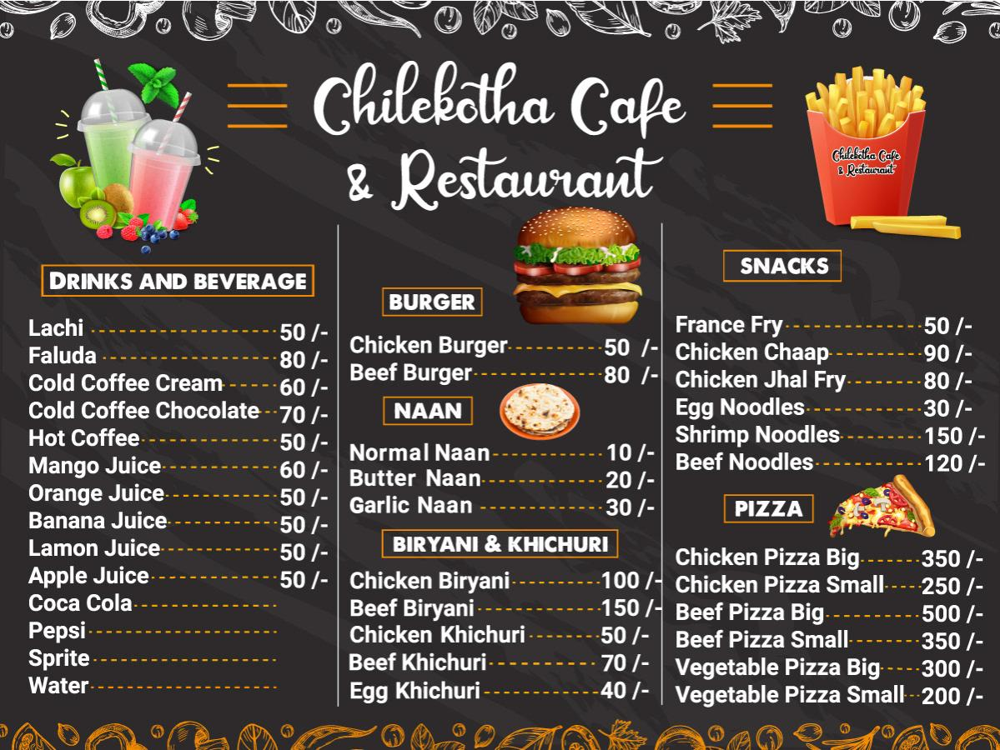 Chilekotha Cafe
& Restaurant
Chilekotha Cafe
& Restaurant
DRINKS AND BEVERAGE
Lachi 50 /-
Faluda 80 /-
Cold Coffee Cream 60 /-
Cold Coffee Chocolate 70 /-
Hot Coffee 50 /-
Mango Juice 60 /-
Orange Juice 50 /-
Banana Juice 50 /-
Lamon Juice 50 /-
Apple Juice 50 /-
Coca Cola
Pepsi
Sprite
Water
BURGER
Chicken Burger 50 /-
Beef Burger 80 /-
NAAN
Normal Naan 10 /-
Butter Naan 20 /-
Garlic Naan 30 /-
BIRYANI & KHICHURI
Chicken Biryani 100 /-
Beef Biryani 150 /-
Chicken Khichuri 50 /-
Beef Khichuri 70 /-
Egg Khichuri 40 /-
SNACKS
France Fry 50 /-
Chicken Chaap 90 /-
Chicken Jhal Fry 80 /-
Egg Noodles 30 /-
Shrimp Noodles 150 /-
Beef Noodles 120 /-
PIZZA
Chicken Pizza Big 350 /-
Chicken Pizza Small 250 /-
Beef Pizza Big 500 /-
Beef Pizza Small 350 /-
Vegetable Pizza Big 300 /-
Vegetable Pizza Small 200 /-